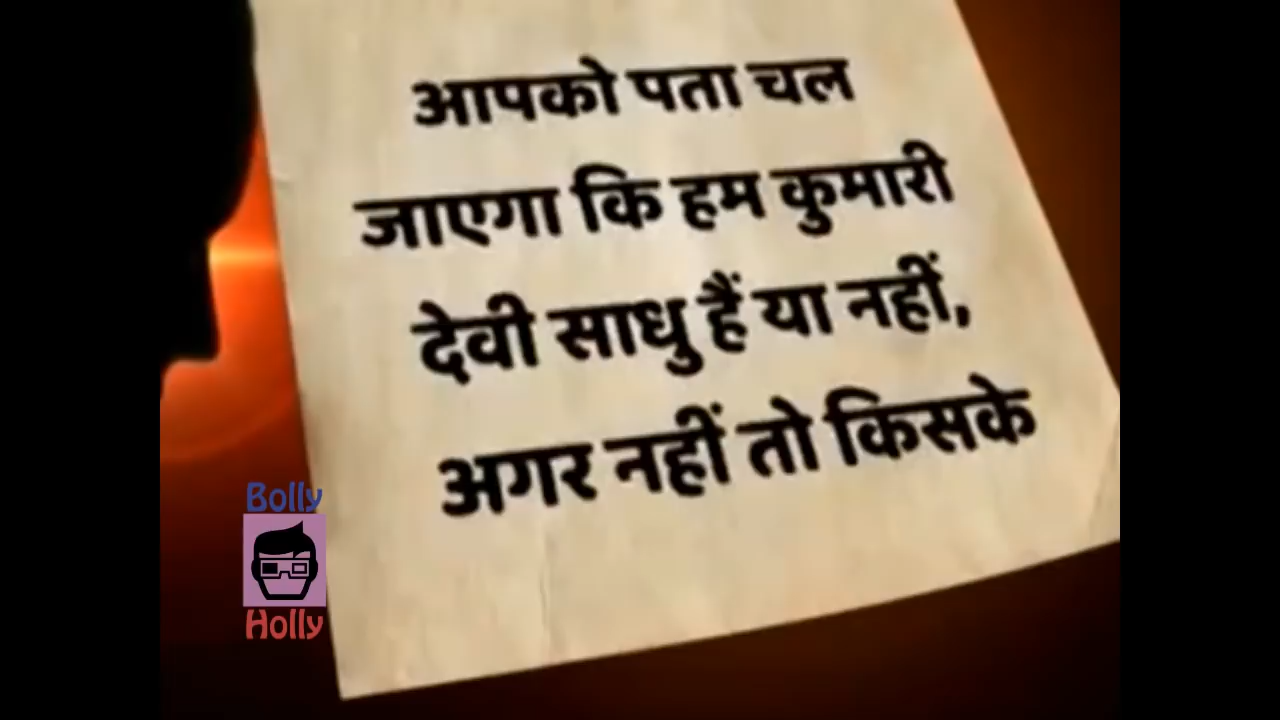 आपको पता चल
जाएगा कि हम कुमारी
देवी साधु हैं या नहीं,
अगर नहीं तो किसके
Bolly
Holly